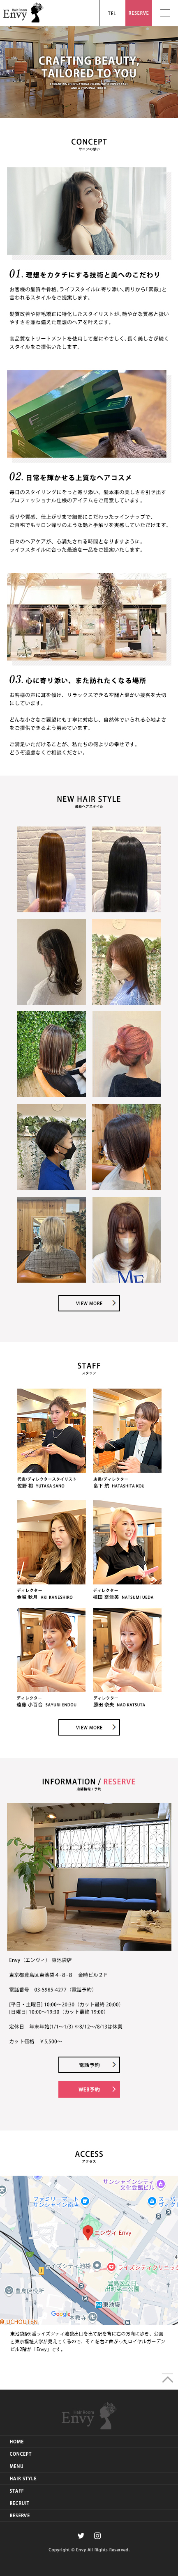 Hair Room
Envy
TEL
RESERVE
CRAFTING BEAUTY,
TAILORED TO YOU
CONCEPT
サロンの想い
01. 理想をカタチにする技術と美へのこだわり
お客様の髪質や骨格､ライフスタイルに寄り添い､周りから｢素敵｣と
言われるスタイルをご提案します。
髪質改善や縮毛矯正に特化したスタイリストが､艶やかな質感と扱い
やすさを兼ね備えた理想のヘアを叶えます。
高品質なトリートメントを使用して髪にやさしく､長く楽しさが続く
スタイルをご提供いたします。
02. 日常を輝かせる上質なヘアコスメ
毎日のスタイリングにそっと寄り添い、髪本来の美しさを引き出す
プロフェッショナル仕様のアイテムをご用意しています。
香りや質感、仕上がりまで細部にこだわったラインナップで、
ご自宅でもサロン帰りのような艶と手触りを実感していただけます。
日々のヘアケアが、心満たされる時間となりますように。
ライフスタイルに合った最適な一品をご提案いたします。
03. 心に寄り添い、また訪れたくなる場所
お客様の声に耳を傾け、リラックスできる空間と温かい接客を大切
にしています。
どんな小さなご要望にも丁寧に対応し、自然体でいられる心地よさ
をご提供できるよう努めています。
ご満足いただけることが、私たちの何よりの幸せです。
どうぞ遠慮なくご相談ください。
NEW HAIR STYLE
最新ヘアスタイル
VIEW MORE
STAFF
スタッフ
代表/ディレクタースタイリスト
佐野 裕 YUTAKA SANO
店長/ディレクター
畠下 航 HATASHITA KOU
ディレクター
金城 秋月 AKI KANESHIRO
ディレクター
植田 奈津美 NATSUMI UEDA
ディレクター
遠藤 小百合 SAYURI ENDOU
ディレクター
勝田 奈央 NAO KATSUTA
VIEW MORE
INFORMATION / RESERVE
店舗情報 / 予約
Envy（エンヴィ） 東池袋店
東京都豊島区東池袋４-８-８　金時ビル２Ｆ
電話番号　03-5985-4277（電話予約）
[平日・土曜日] 10:00〜20:30（カット最終 20:00）
[日曜日] 10:00〜19:30（カット最終 19:00）
定休日　年末年始(1/1〜1/3) ※8/12〜8/13は休業
カット価格　￥5,500〜
電話予約
WEB予約
ACCESS
アクセス
サンシャインシティ
文化会館ビル
ファミリーマート
サンシャイン南店
エンヴィ Envy
豊島区役所
豊島区立
出町第二公園
Google
東池袋
東池袋駅6番ライズシティ池袋出口を出て駅を背に右の方向に歩き、公園
と東京福祉大学が見えてくるので、そこを右に曲がったロイヤルガーデン
ビル2階が「Envy」です。
Envy
HOME
CONCEPT
MENU
HAIR STYLE
STAFF
RECRUIT
RESERVE
Copyright © Envy All Rights Reserved.